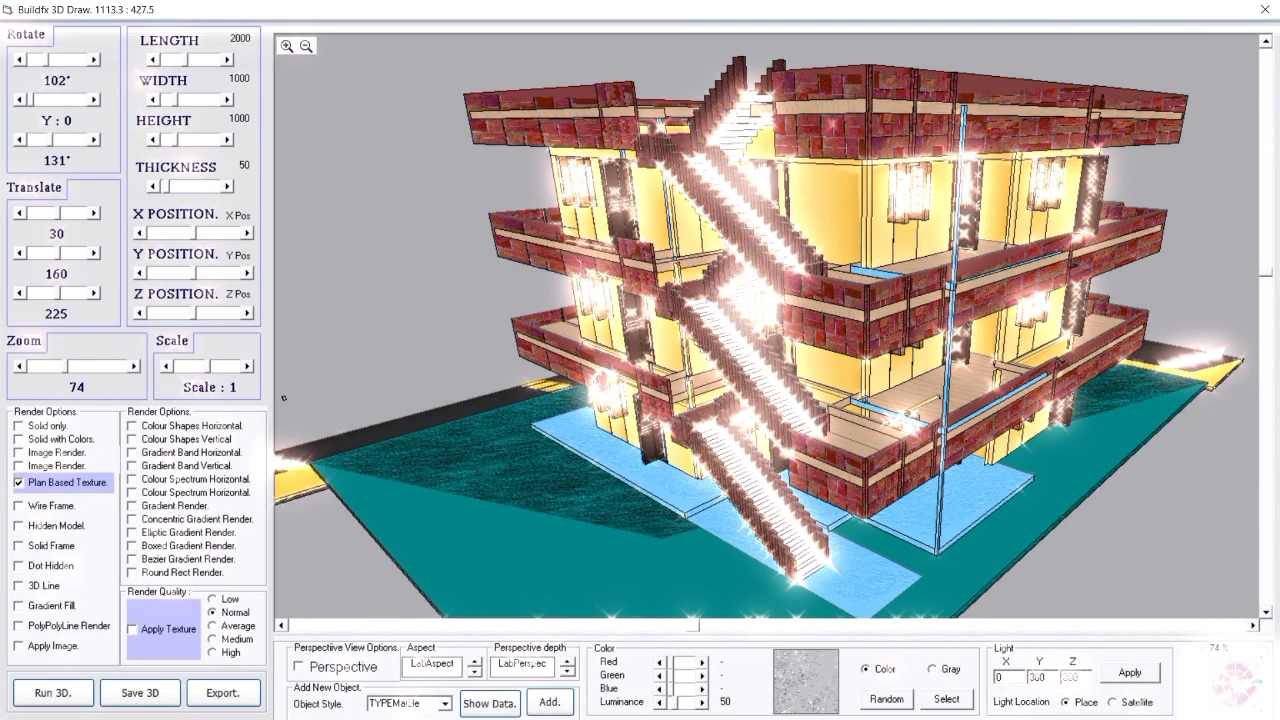 Buildfx 3D Draw. 1113.3 : 427.5
Rotate
102°
Y : 0
131°
Translate
30
160
225
LENGTH 2000
WIDTH 1000
HEIGHT 1000
THICKNESS 50
X POSITION. X Pos
Y POSITION. Y Pos
Z POSITION. Z Pos
Zoom
74
Scale
Scale : 1
Render Options.
Solid only.
Solid with Colors.
Image Render.
Image Render.
Plan Based Texture.
Wire Frame.
Hidden Model.
Solid Frame
Dot Hidden
3D Line
Gradient Fill.
PolyPolyLine Render
Apply Image.
Render Options.
Colour Shapes Horizontal.
Colour Shapes Vertical
Gradient Band Horizontal.
Gradient Band Vertical.
Colour Spectrum Horizontal.
Colour Spectrum Horizontal.
Gradient Render.
Concentric Gradient Render.
Elliptic Gradient Render.
Boxed Gradient Render.
Bezier Gradient Render.
Round Rect Render.
Render Quality :
Apply Texture
Low
Normal
Average
Medium
High
Run 3D.
Save 3D
Export.
Perspective View Options.
Perspective
Aspect
LabAspect
Perspective depth
LabPerspec
Add New Object.
Object Style.
TYPEMarble
Show Data.
Add.
Color
Red -
Green -
Blue -
Luminance 50
Color
Gray
Random
Select
Light
X Y Z
0
Apply
Light Location
Place
Satelite
74 %